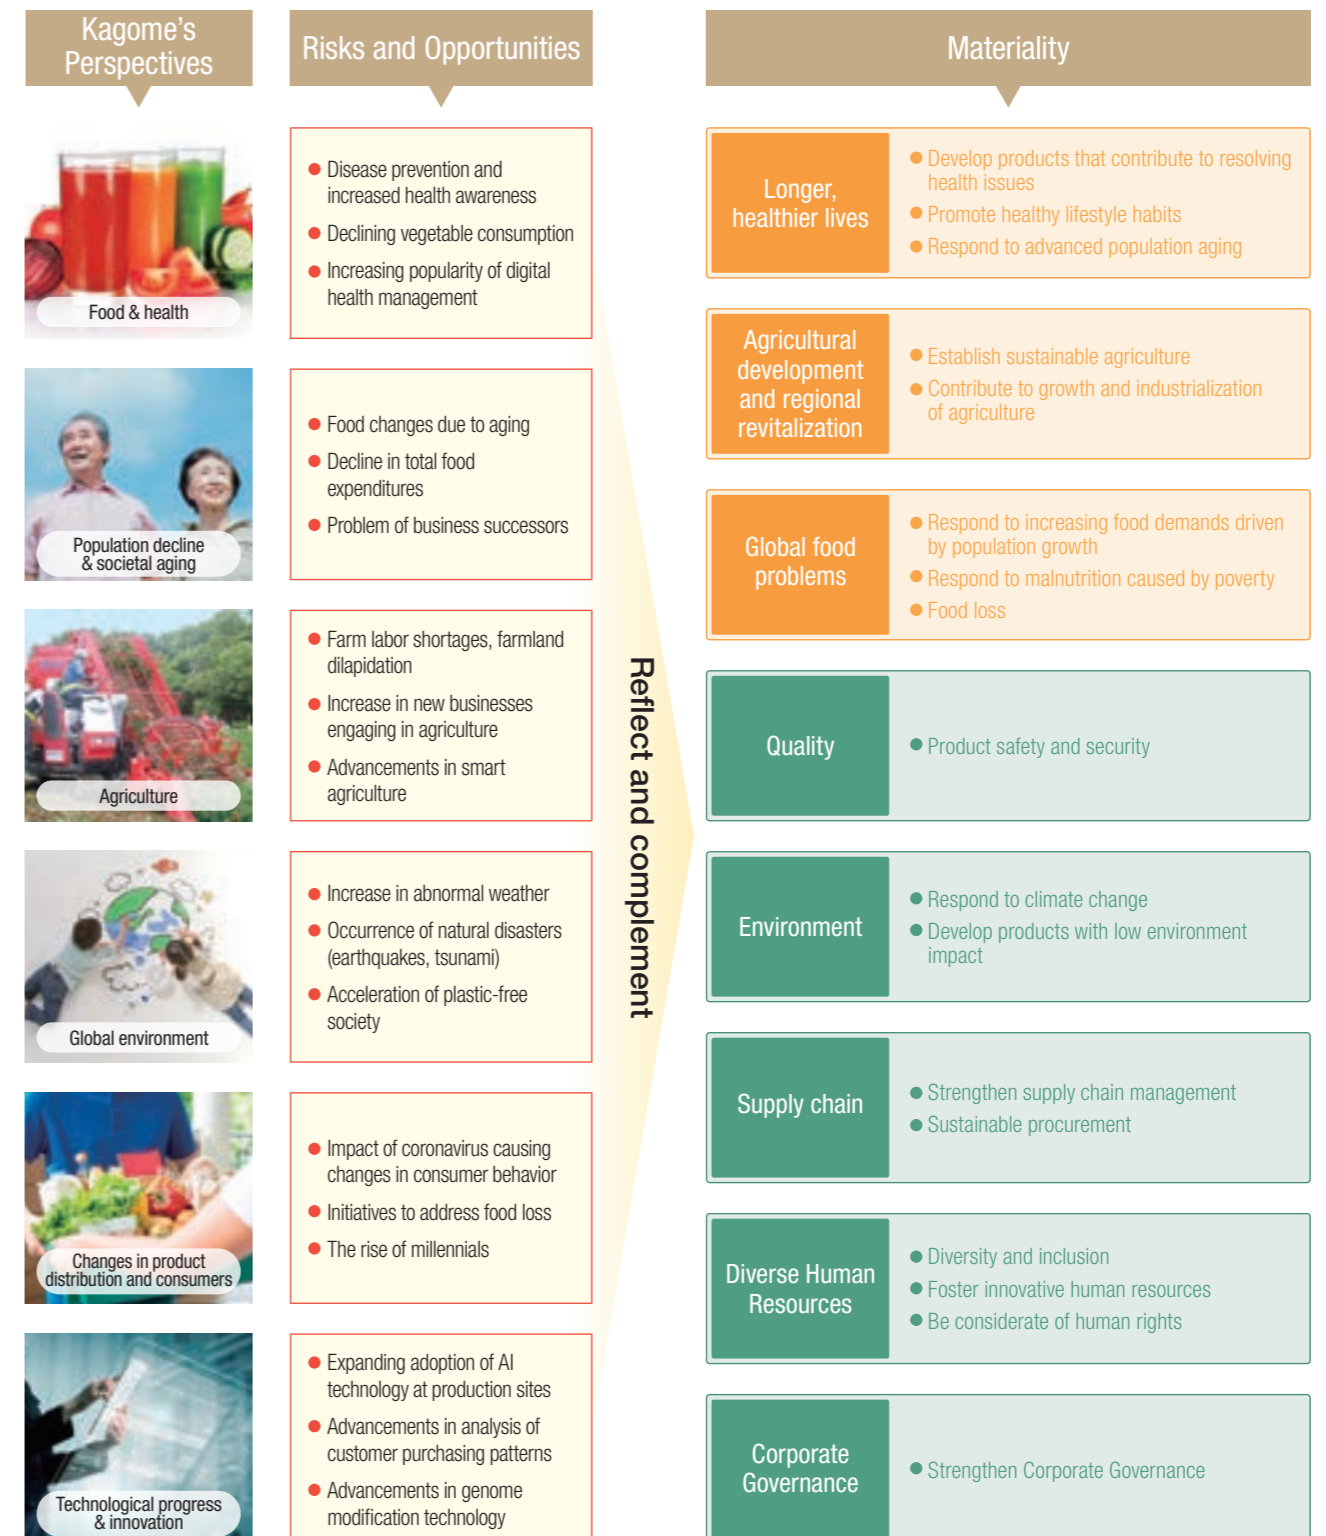 Kagome's
Perspectives
Risks and Opportunities
Materiality
Food & health
● Disease prevention and
increased health awareness
● Declining vegetable consumption
● Increasing popularity of digital
health management
Population decline
& societal aging
● Food changes due to aging
● Decline in total food
expenditures
● Problem of business successors
Agriculture
● Farm labor shortages, farmland
dilapidation
● Increase in new businesses
engaging in agriculture
● Advancements in smart
agriculture
Global environment
● Increase in abnormal weather
● Occurrence of natural disasters
(earthquakes, tsunami)
● Acceleration of plastic-free
society
Changes in product
distribution and consumers
● Impact of coronavirus causing
changes in consumer behavior
● Initiatives to address food loss
● The rise of millennials
Technological progress
& innovation
● Expanding adoption of AI
technology at production sites
● Advancements in analysis of
customer purchasing patterns
● Advancements in genome
modification technology
Reflect and complement
Longer,
healthier lives
● Develop products that contribute to resolving
health issues
● Promote healthy lifestyle habits
● Respond to advanced population aging
Agricultural
development
and regional
revitalization
● Establish sustainable agriculture
● Contribute to growth and industrialization
of agriculture
Global food
problems
● Respond to increasing food demands driven
by population growth
● Respond to malnutrition caused by poverty
● Food loss
Quality
● Product safety and security
Environment
● Respond to climate change
● Develop products with low environment
impact
Supply chain
● Strengthen supply chain management
● Sustainable procurement
Diverse Human
Resources
● Diversity and inclusion
● Foster innovative human resources
● Be considerate of human rights
Corporate
Governance
● Strengthen Corporate Governance